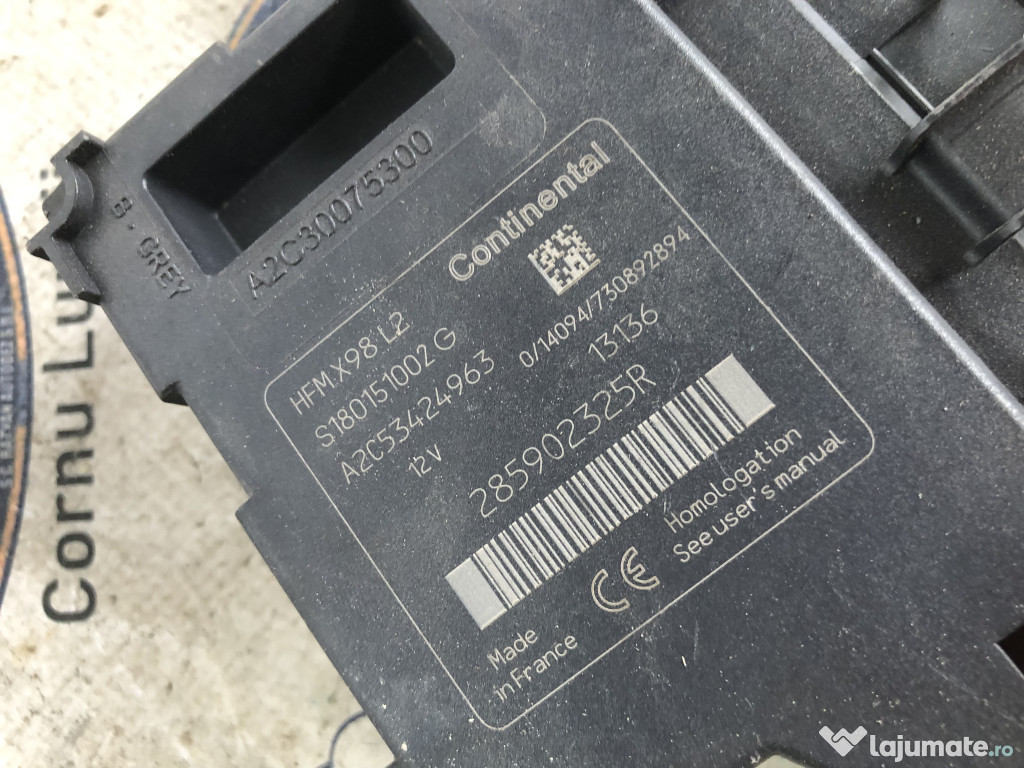 A2C30075300
B. GREY
Continental
HFM.X98 L2
S180151002 G
A2C53424963
0/14094/730892894
12V
13136
285902325R
Homologation
See user's manual
CE
Made
in France
Cornu Lu
lajumate.ro